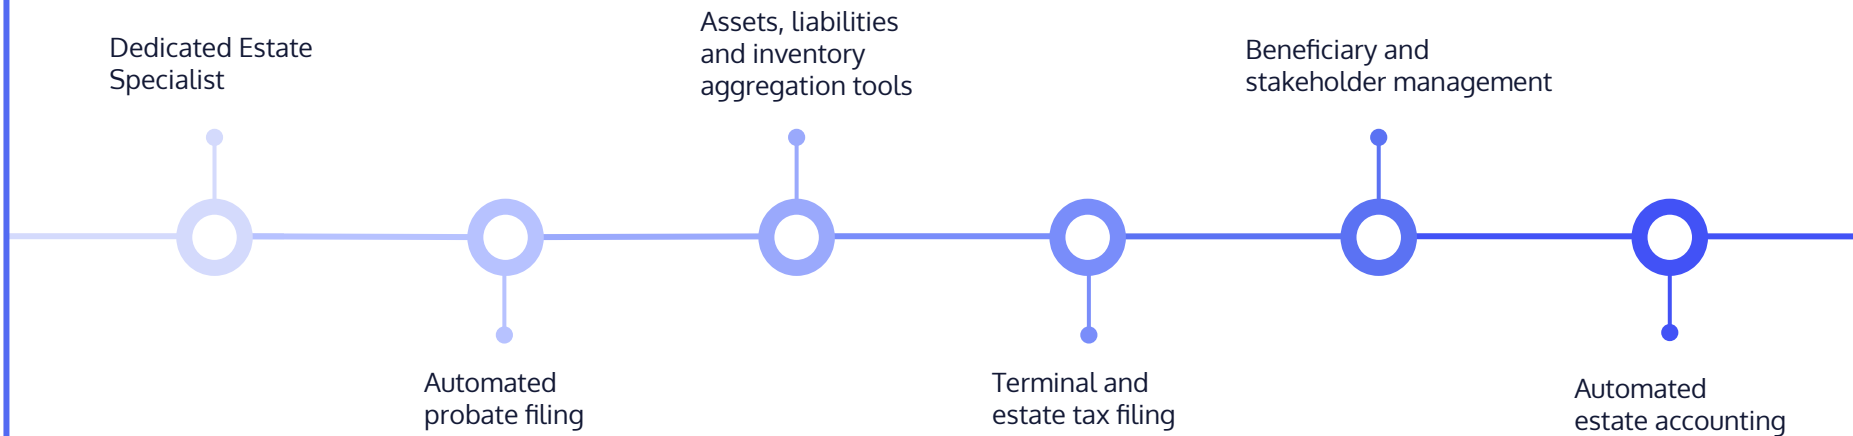 Dedicated Estate
Specialist
Automated
probate filing
Assets, liabilities
and inventory
aggregation tools
Terminal and
estate tax filing
Beneficiary and
stakeholder management
Automated
estate accounting